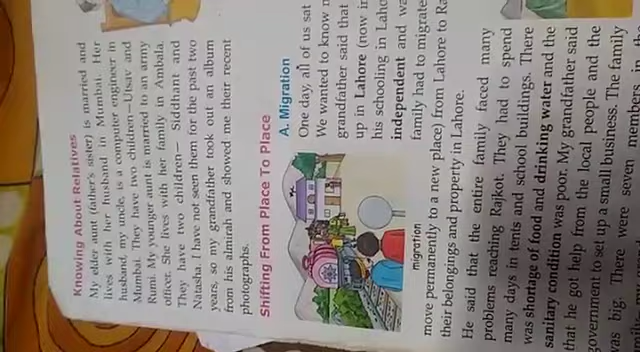 Knowing About Relatives
My elder aunt (father's sister) is married and
lives with her husband in Mumbai. Her
husband, my uncle, is a computer engineer in
Mumbai. They have two children—Utsav and
Rumi. My younger aunt is married to an army
officer. She lives with her family in Ambala.
They have two children— Siddhant and
Natasha. I have not seen them for the past two
years, so my grandfather took out an album
from his almirah and showed me their recent
photographs.
Shifting From Place To Place
A. Migration
One day, all of us sat
We wanted to know
grandfather said that
up in Lahore (now in
his schooling in
independent and
family had to migrate
migration
move permanently to a new place) from Lahore to
their belongings and property in Lahore.
He said that the entire family faced many
problems reaching Rajkot. They had to spend
many days in tents and school buildings. There
was shortage of food and drinking water and the
sanitary condition was poor. My grandfather said
that he got help from the local people and the
government to set up a small business. The family
was big. There were seven members in the